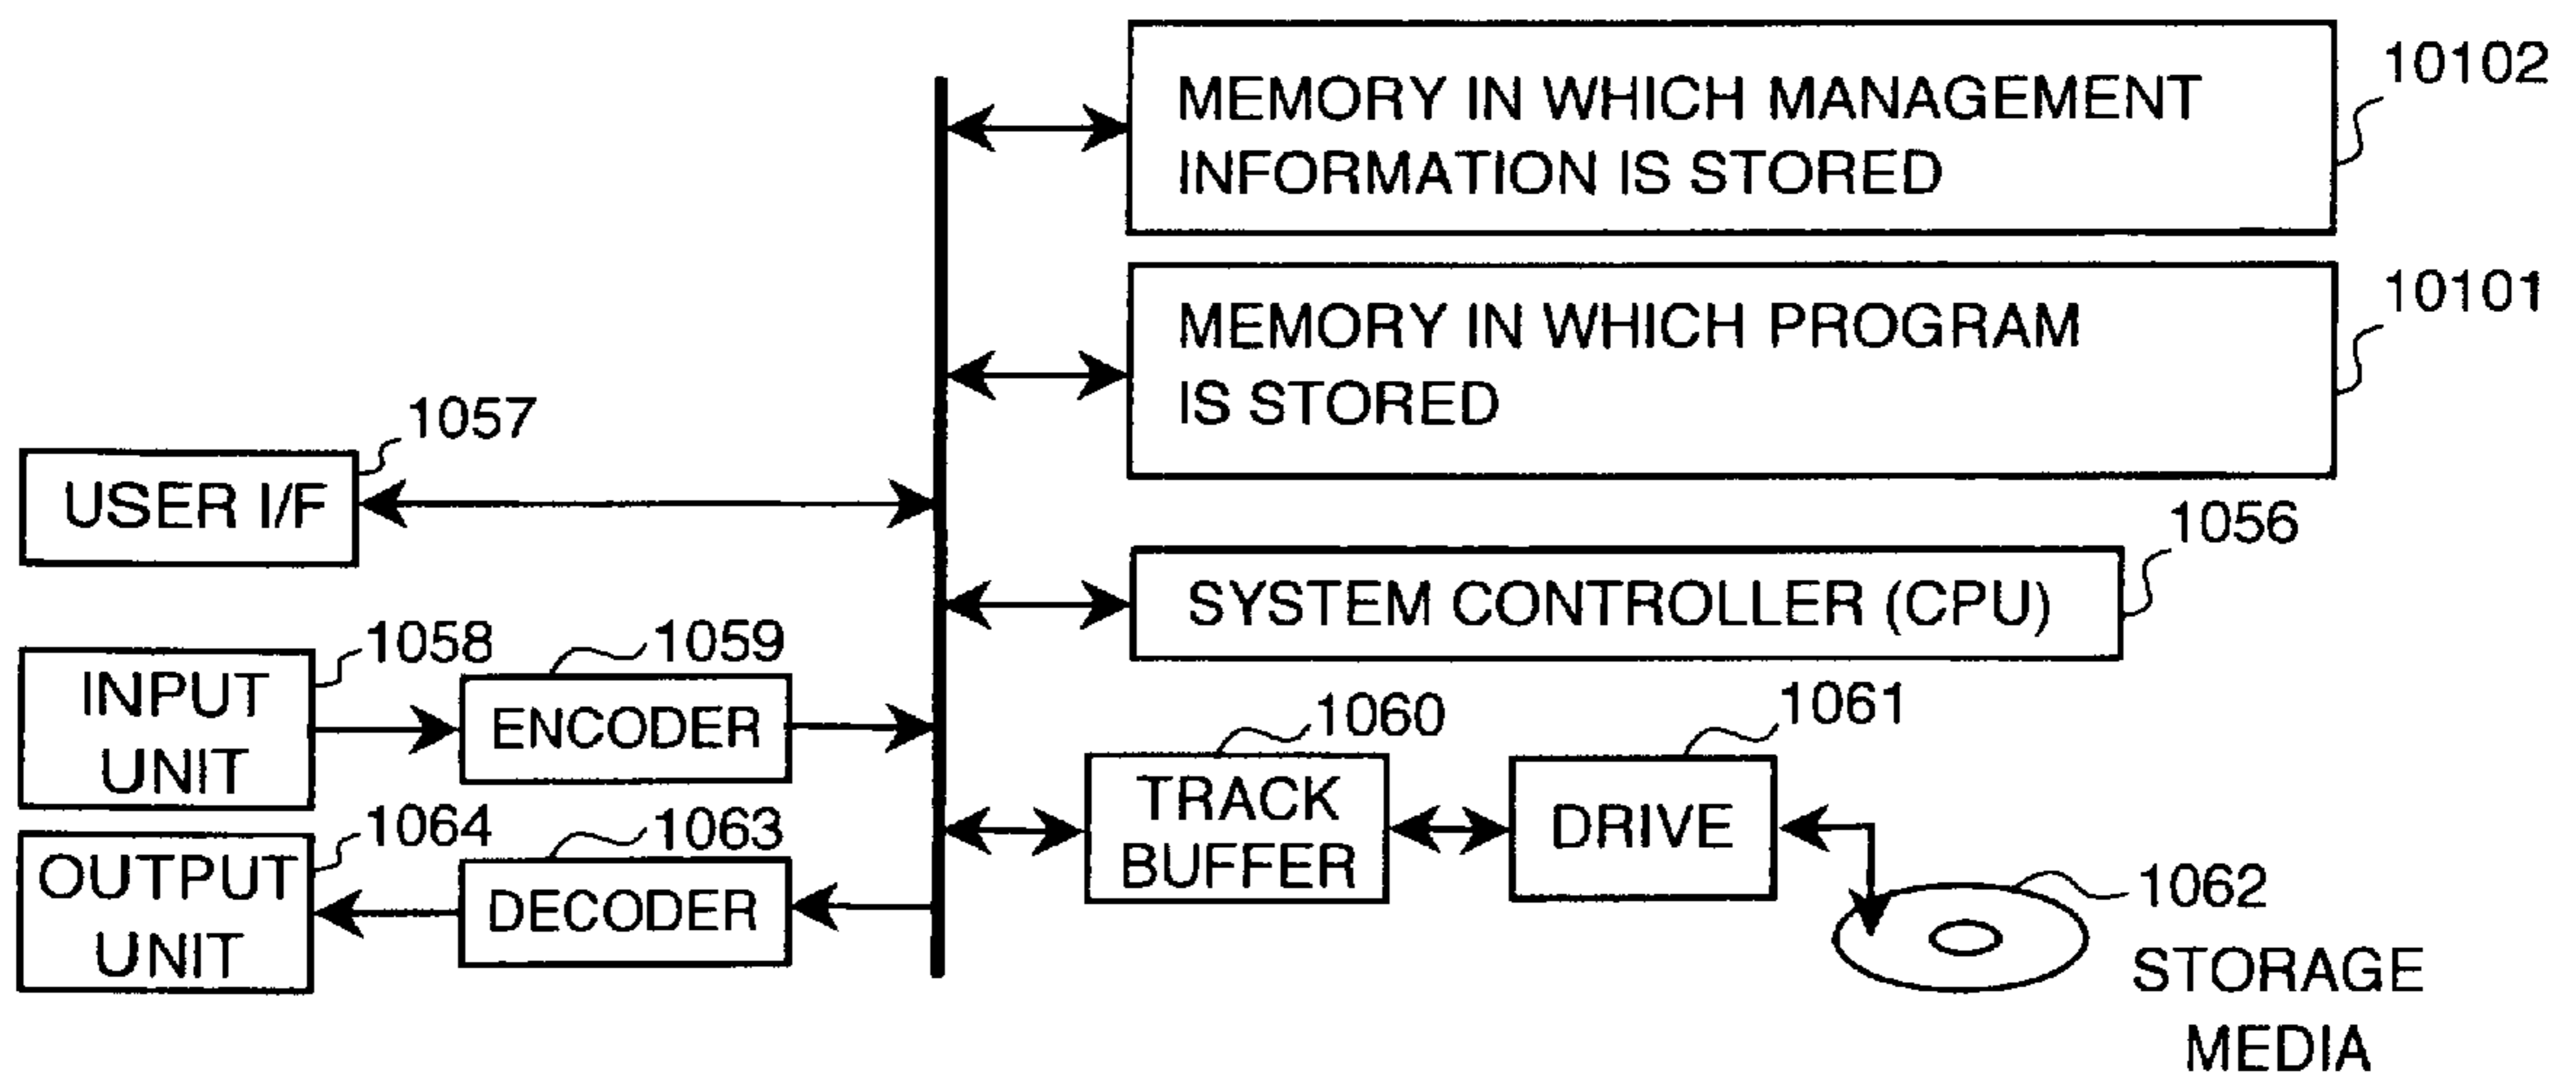 10102
MEMORY IN WHICH MANAGEMENT
INFORMATION IS STORED
10101
MEMORY IN WHICH PROGRAM
IS STORED
1057
USER I/F
1056
SYSTEM CONTROLLER (CPU)
1058
INPUT
UNIT
1059
ENCODER
1060
TRACK
BUFFER
1061
DRIVE
1064
OUTPUT
UNIT
1063
DECODER
1062
STORAGE
MEDIA